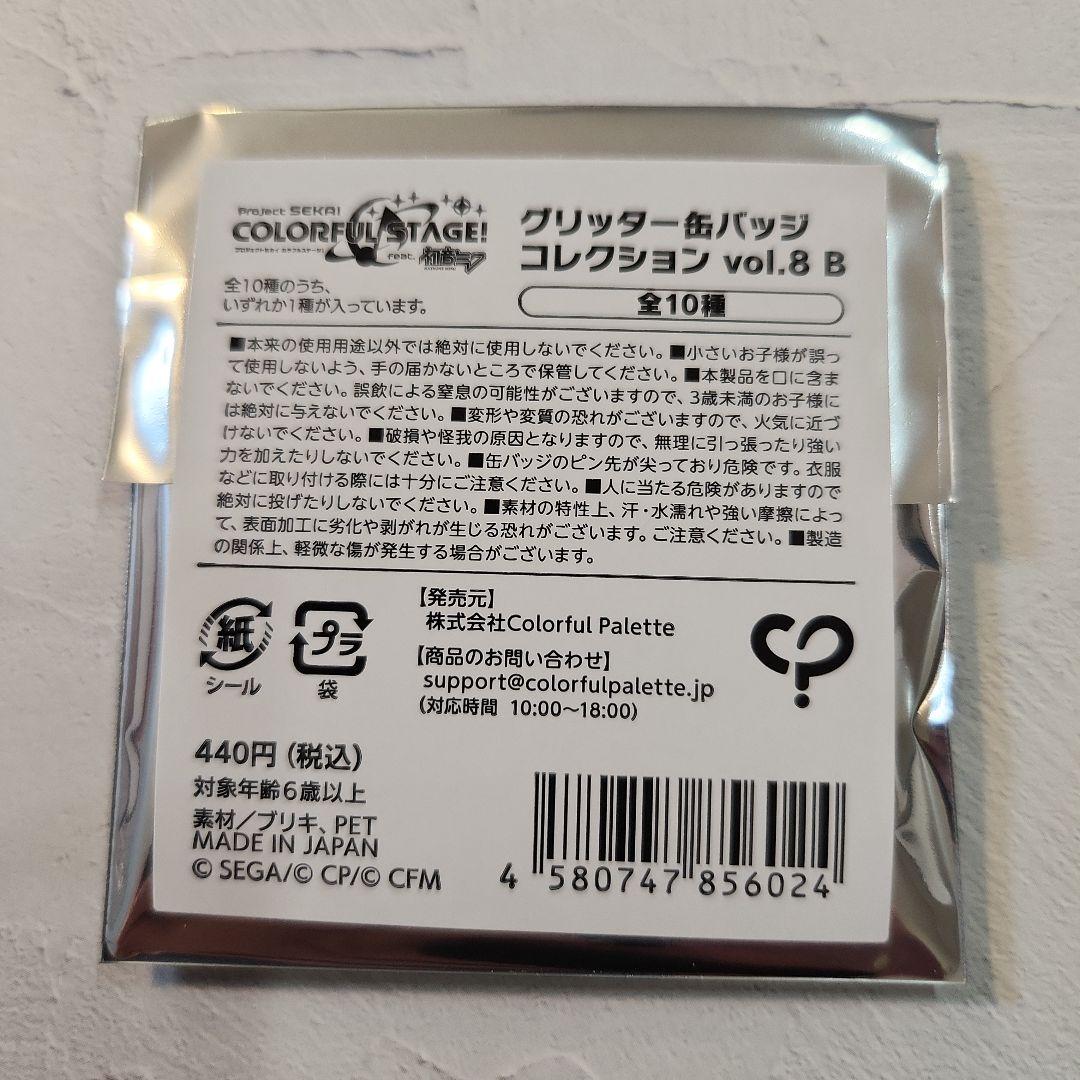 Project SEKAI
COLORFUL STAGE!
プロジェクトセカイ カラフルステージ!
feat. 初音ミク
HATSUNE MIKU
グリッター缶バッジ
コレクション vol.8 B
全10種のうち、
いずれか1種が入っています。
全10種
■本来の使用用途以外では絶対に使用しないでください。■小さいお子様が誤っ
て使用しないよう、手の届かないところで保管してください。■本製品を口に含ま
ないでください。誤飲による窒息の可能性がございますので、3歳未満のお子様に
は絶対に与えないでください。■変形や変質の恐れがございますので、火気に近づ
けないでください。■破損や怪我の原因となりますので、無理に引っ張ったり強い
力を加えたりしないでください。■缶バッジのピン先が尖っており危険です。衣服
などに取り付ける際には十分にご注意ください。■人に当たる危険がありますので
絶対に投げたりしないでください。■素材の特性上、汗・水濡れや強い摩擦によっ
て、表面加工に劣化や剥がれが生じる恐れがございます。ご注意ください。■製造
の関係上、軽微な傷が発生する場合がございます。
紙
シール
プラ
袋
【発売元】
株式会社Colorful Palette
【商品のお問い合わせ】
support@colorfulpalette.jp
(対応時間 10:00~18:00)
440円(税込)
対象年齢6歳以上
素材/ブリキ、PET
MADE IN JAPAN
© SEGA/© CP/© CFM
4 580747 856024